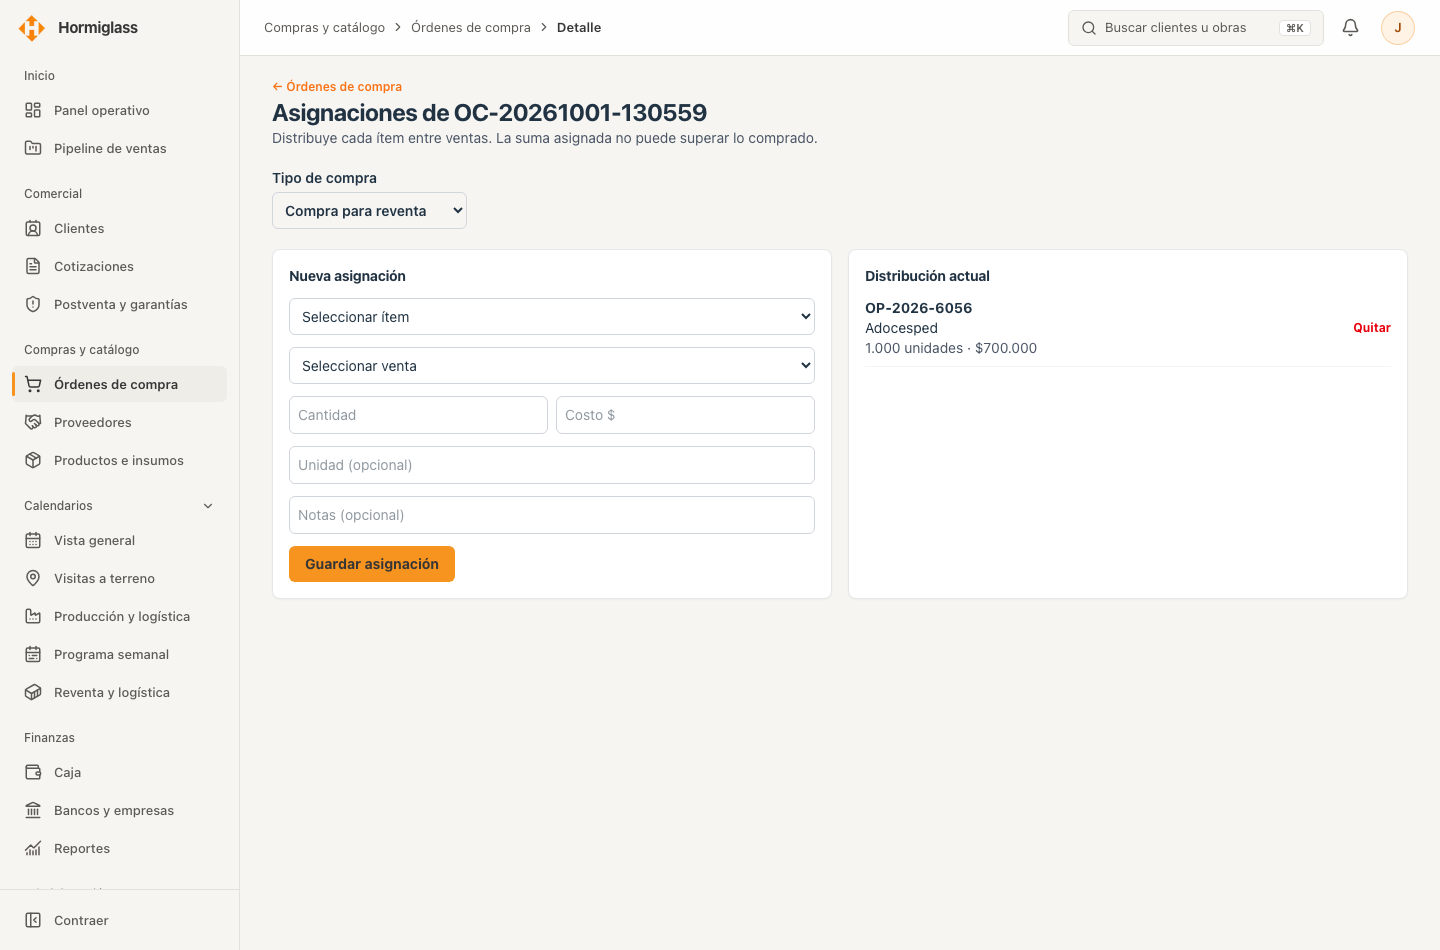 Hormiglass
Inicio
Panel operativo
Pipeline de ventas
Comercial
Clientes
Cotizaciones
Postventa y garantías
Compras y catálogo
Órdenes de compra
Proveedores
Productos e insumos
Calendarios
Vista general
Visitas a terreno
Producción y logística
Programa semanal
Reventa y logística
Finanzas
Caja
Bancos y empresas
Reportes
Contraer
Compras y catálogo > Órdenes de compra > Detalle
Buscar clientes u obras ⌘K
J
← Órdenes de compra
Asignaciones de OC-20261001-130559
Distribuye cada ítem entre ventas. La suma asignada no puede superar lo comprado.
Tipo de compra
Compra para reventa
Nueva asignación
Seleccionar ítem
Seleccionar venta
Cantidad
Costo $
Unidad (opcional)
Notas (opcional)
Guardar asignación
Distribución actual
OP-2026-6056
Adocesped
1.000 unidades · $700.000
Quitar